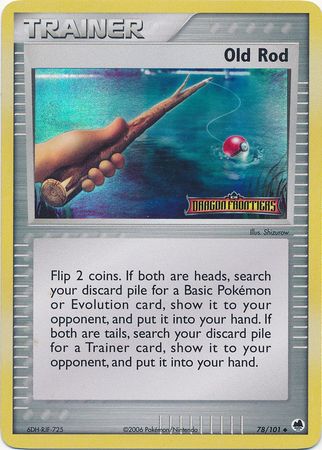 TRAINER
Old Rod
DRAGON FRONTIERS
Illus. Shizurow
Flip 2 coins. If both are heads, search
your discard pile for a Basic Pokémon
or Evolution card, show it to your
opponent, and put it into your hand. If
both are tails, search your discard pile
for a Trainer card, show it to your
opponent, and put it into your hand.
6DH-RJF-725
©2006 Pokémon/Nintendo
78/101